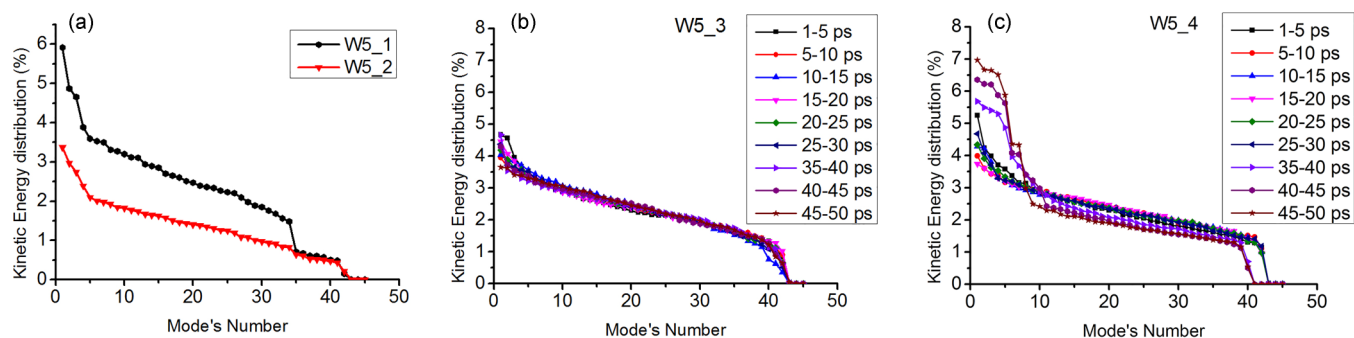 (a)
Kinetic Energy distribution (%)
6
5
4
3
2
1
0
W5_1
W5_2
0 10 20 30 40 50
Mode's Number
(b)
W5_3
Kinetic Energy distribution (%)
8
7
6
5
4
3
2
1
0
1-5 ps
5-10 ps
10-15 ps
15-20 ps
20-25 ps
25-30 ps
35-40 ps
40-45 ps
45-50 ps
0 10 20 30 40 50
Mode's Number
(c)
W5_4
Kinetic Energy distribution (%)
8
7
6
5
4
3
2
1
0
1-5 ps
5-10 ps
10-15 ps
15-20 ps
20-25 ps
25-30 ps
35-40 ps
40-45 ps
45-50 ps
0 10 20 30 40 50
Mode's Number